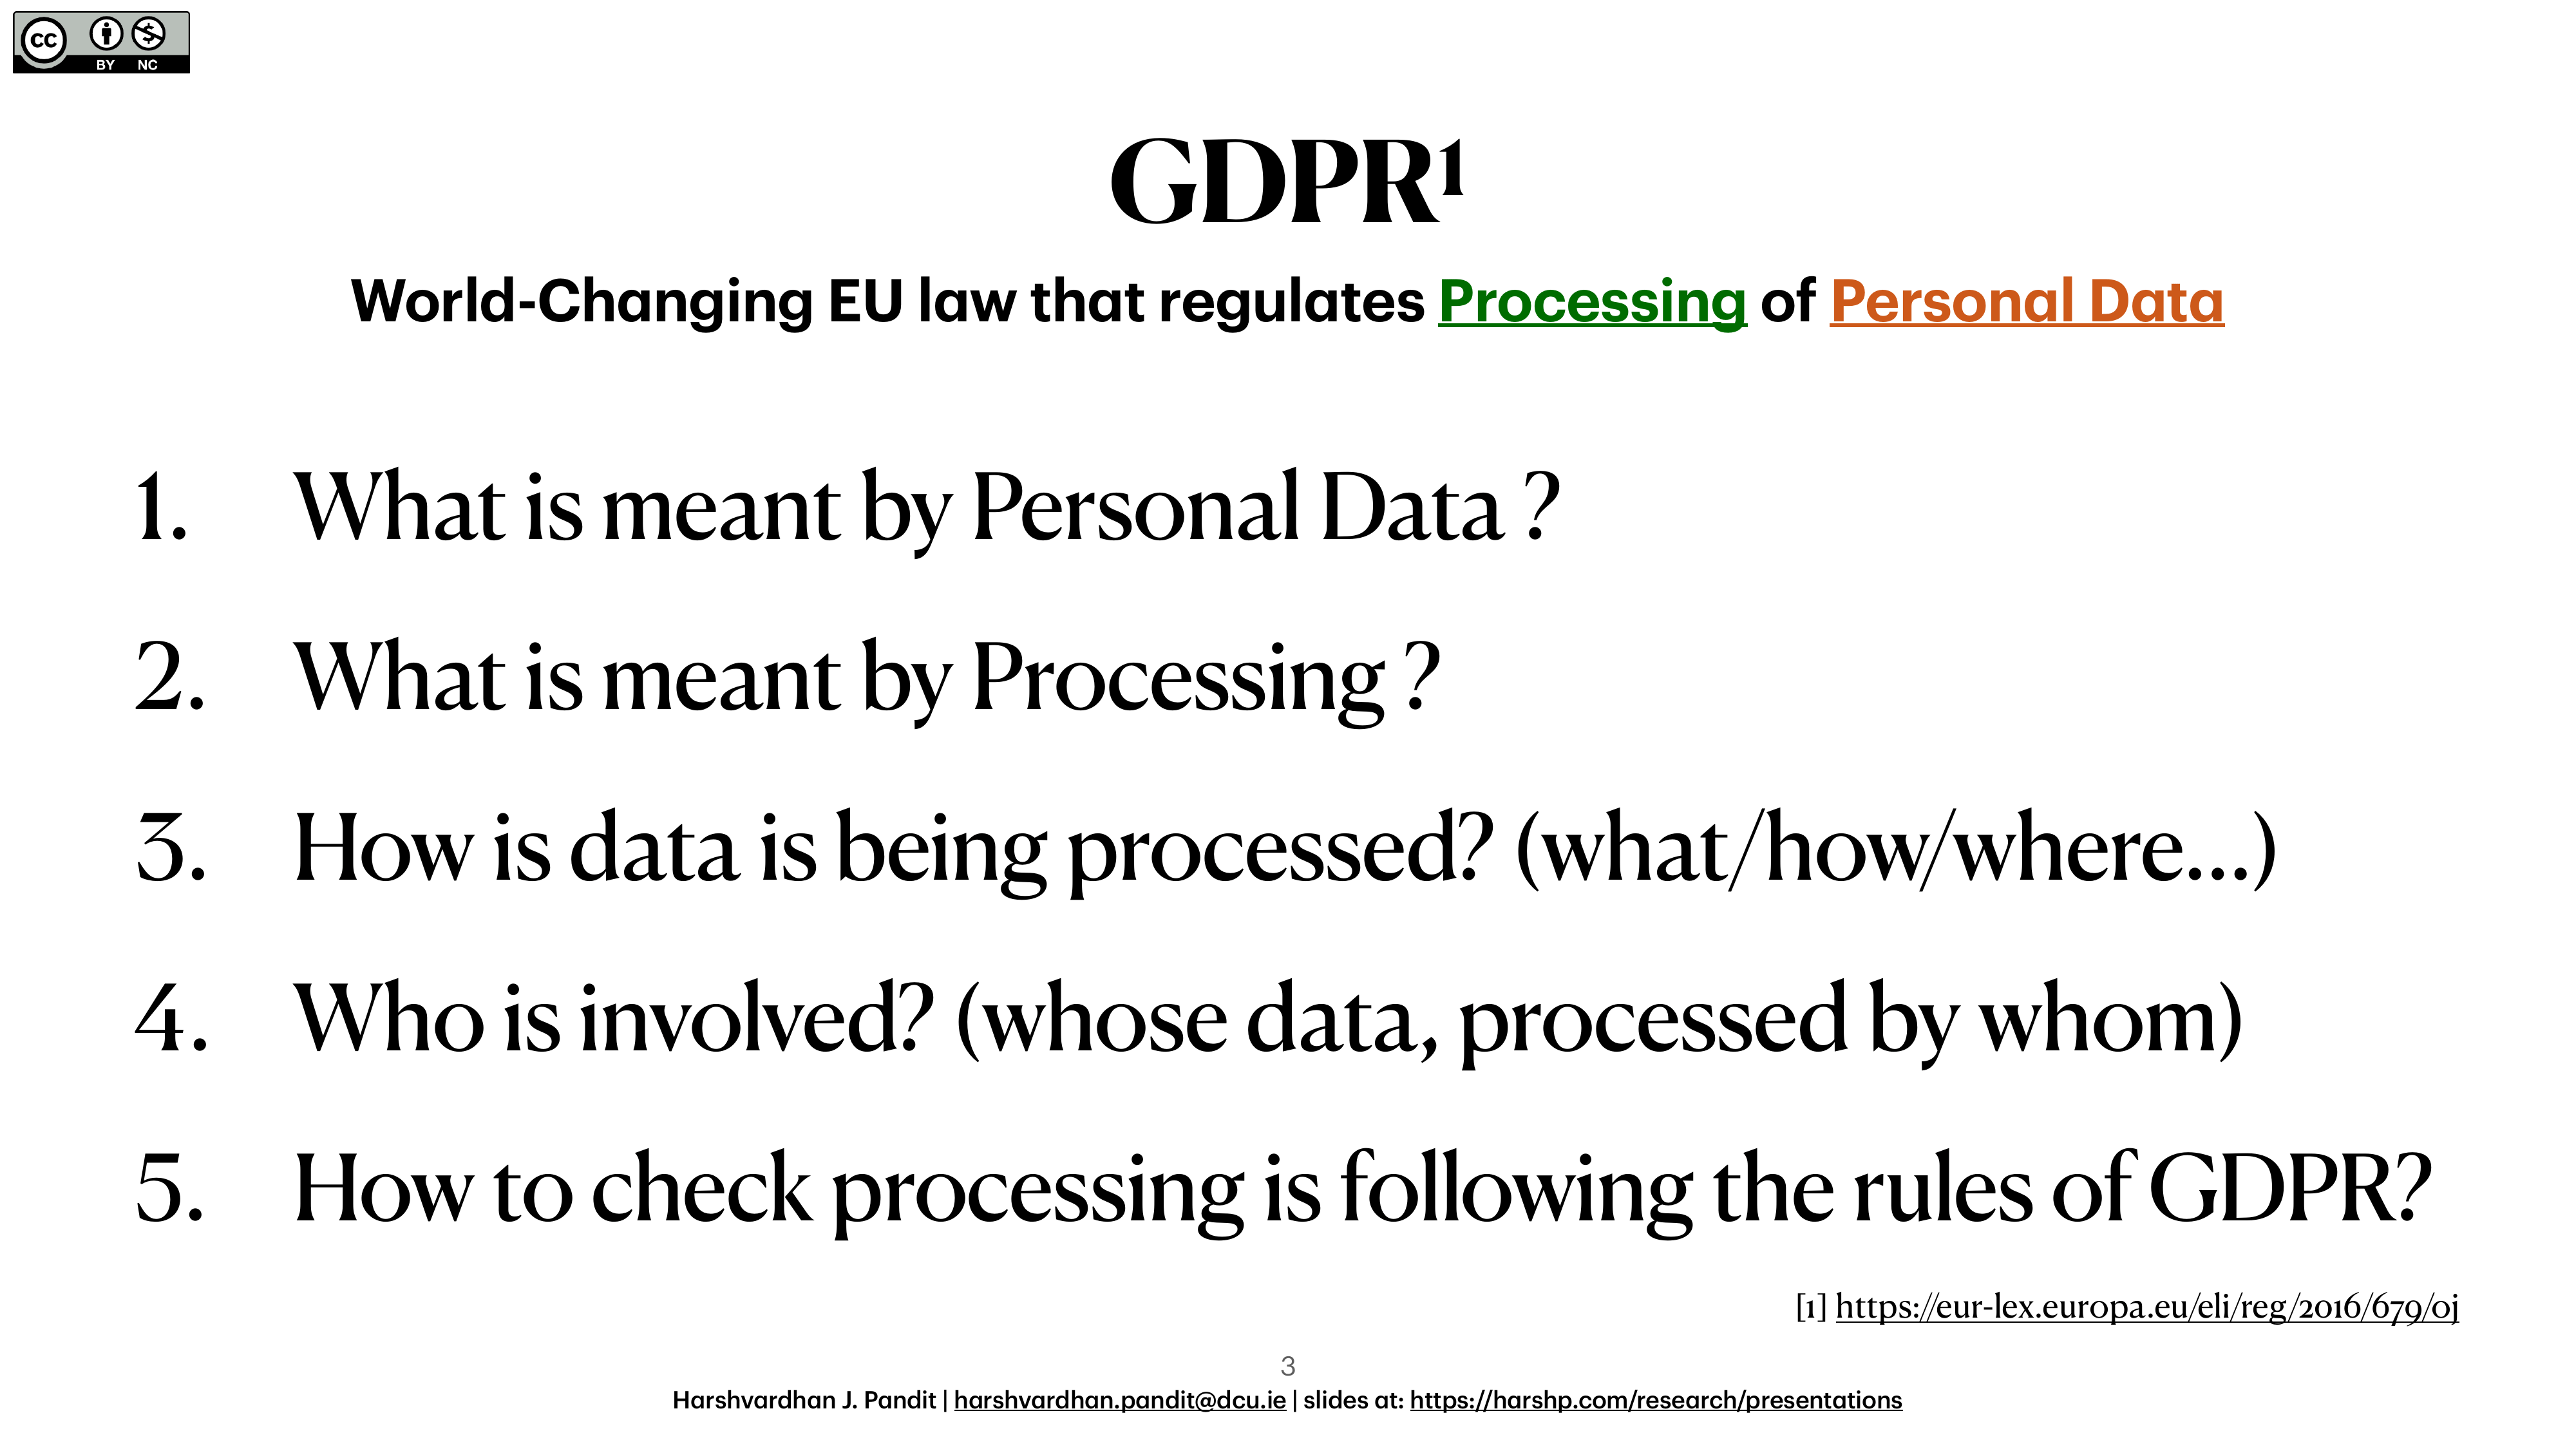 cc BY NC
GDPR¹
World-Changing EU law that regulates Processing of Personal Data
1. What is meant by Personal Data ?
2. What is meant by Processing ?
3. How is data is being processed? (what/how/where...)
4. Who is involved? (whose data, processed by whom)
5. How to check processing is following the rules of GDPR?
[1] https://eur-lex.europa.eu/eli/reg/2016/679/oj
3
Harshvardhan J. Pandit | harshvardhan.pandit@dcu.ie | slides at: https://harshp.com/research/presentations